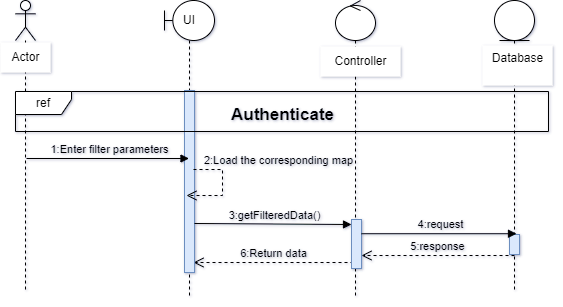 UI
Actor
Controller
Database
ref
Authenticate
1:Enter filter parameters
2:Load the corresponding map
3:getFilteredData()
4:request
5:response
6:Return data